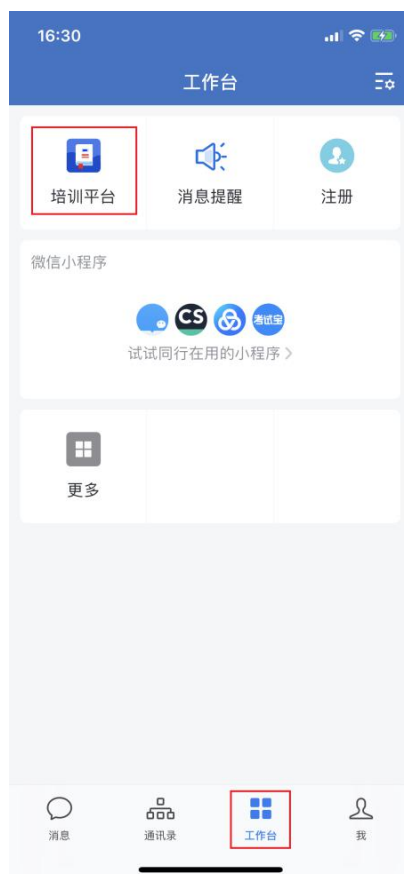 16:30
工作台
培训平台
消息提醒
注册
微信小程序
CS
考试宝
试试同行在用的小程序
更多
消息
通讯录
工作台
我